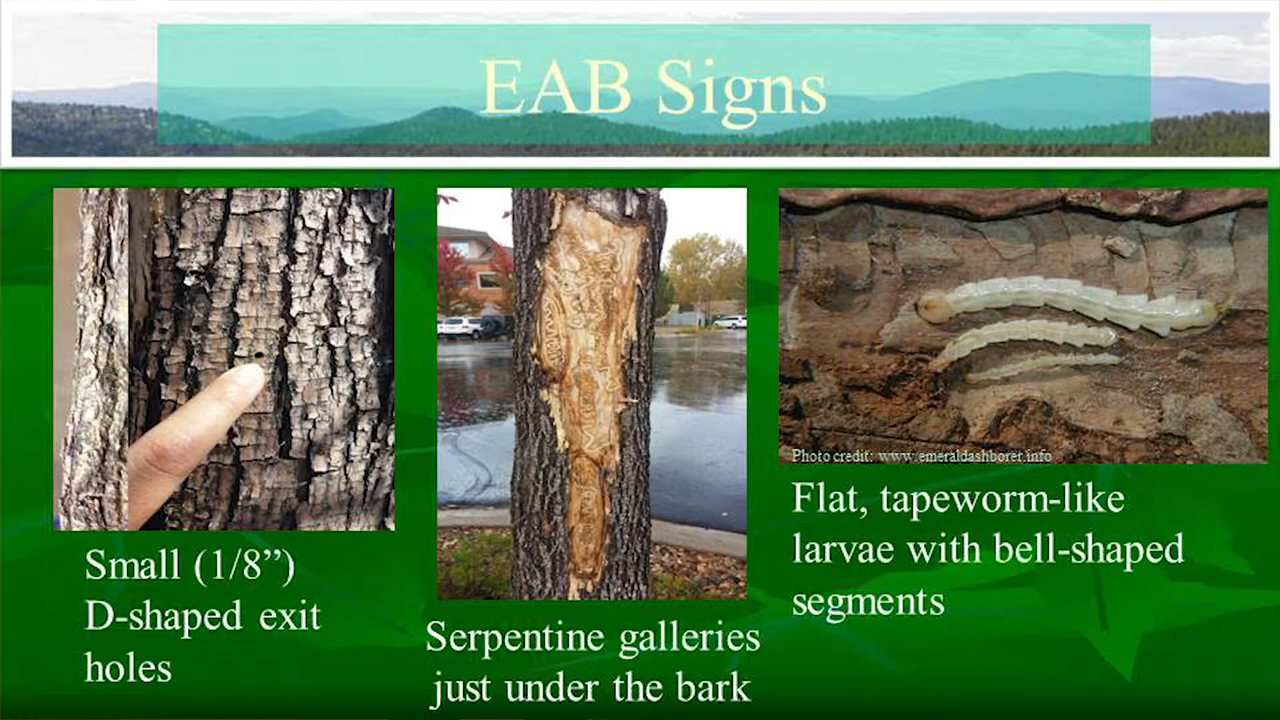 EAB Signs
Photo credit: www.emeraldashborer.info
Small (1/8”)
D-shaped exit
holes
Serpentine galleries
just under the bark
Flat, tapeworm-like
larvae with bell-shaped
segments